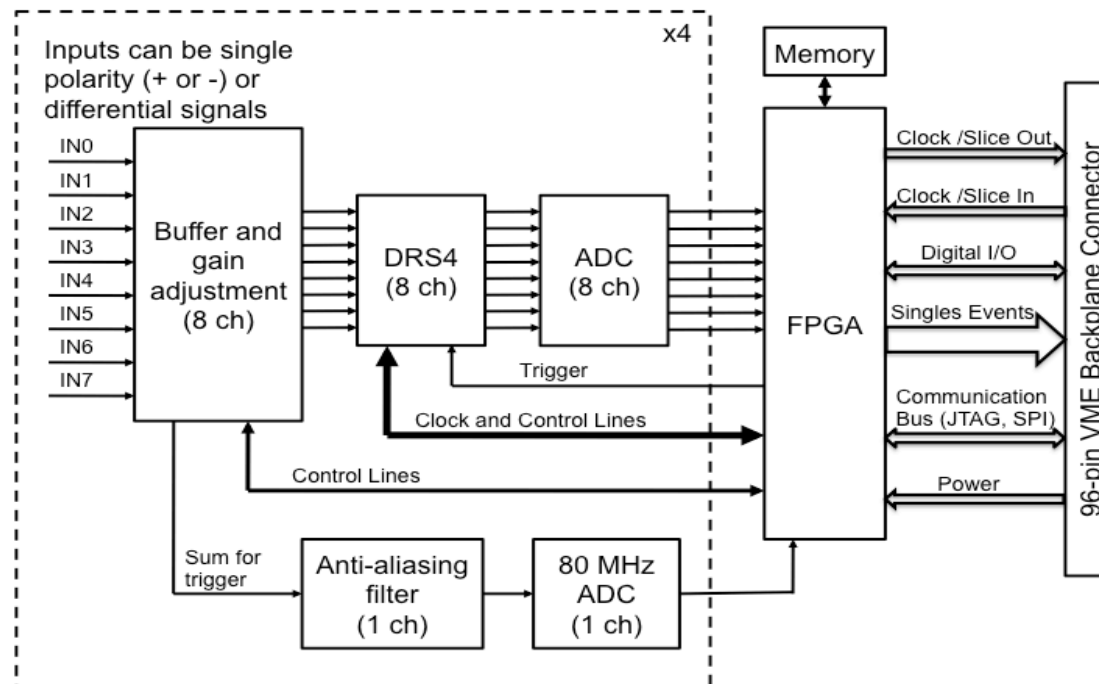 Inputs can be single
polarity (+ or -) or
differential signals
x4
IN0
IN1
IN2
IN3
IN4
IN5
IN6
IN7
Buffer and
gain
adjustment
(8 ch)
DRS4
(8 ch)
ADC
(8 ch)
Trigger
Clock and Control Lines
Control Lines
Sum for
trigger
Anti-aliasing
filter
(1 ch)
80 MHz
ADC
(1 ch)
Memory
FPGA
Clock /Slice Out
Clock /Slice In
Digital I/O
Singles Events
Communication
Bus (JTAG, SPI)
Power
96-pin VME Backplane Connector